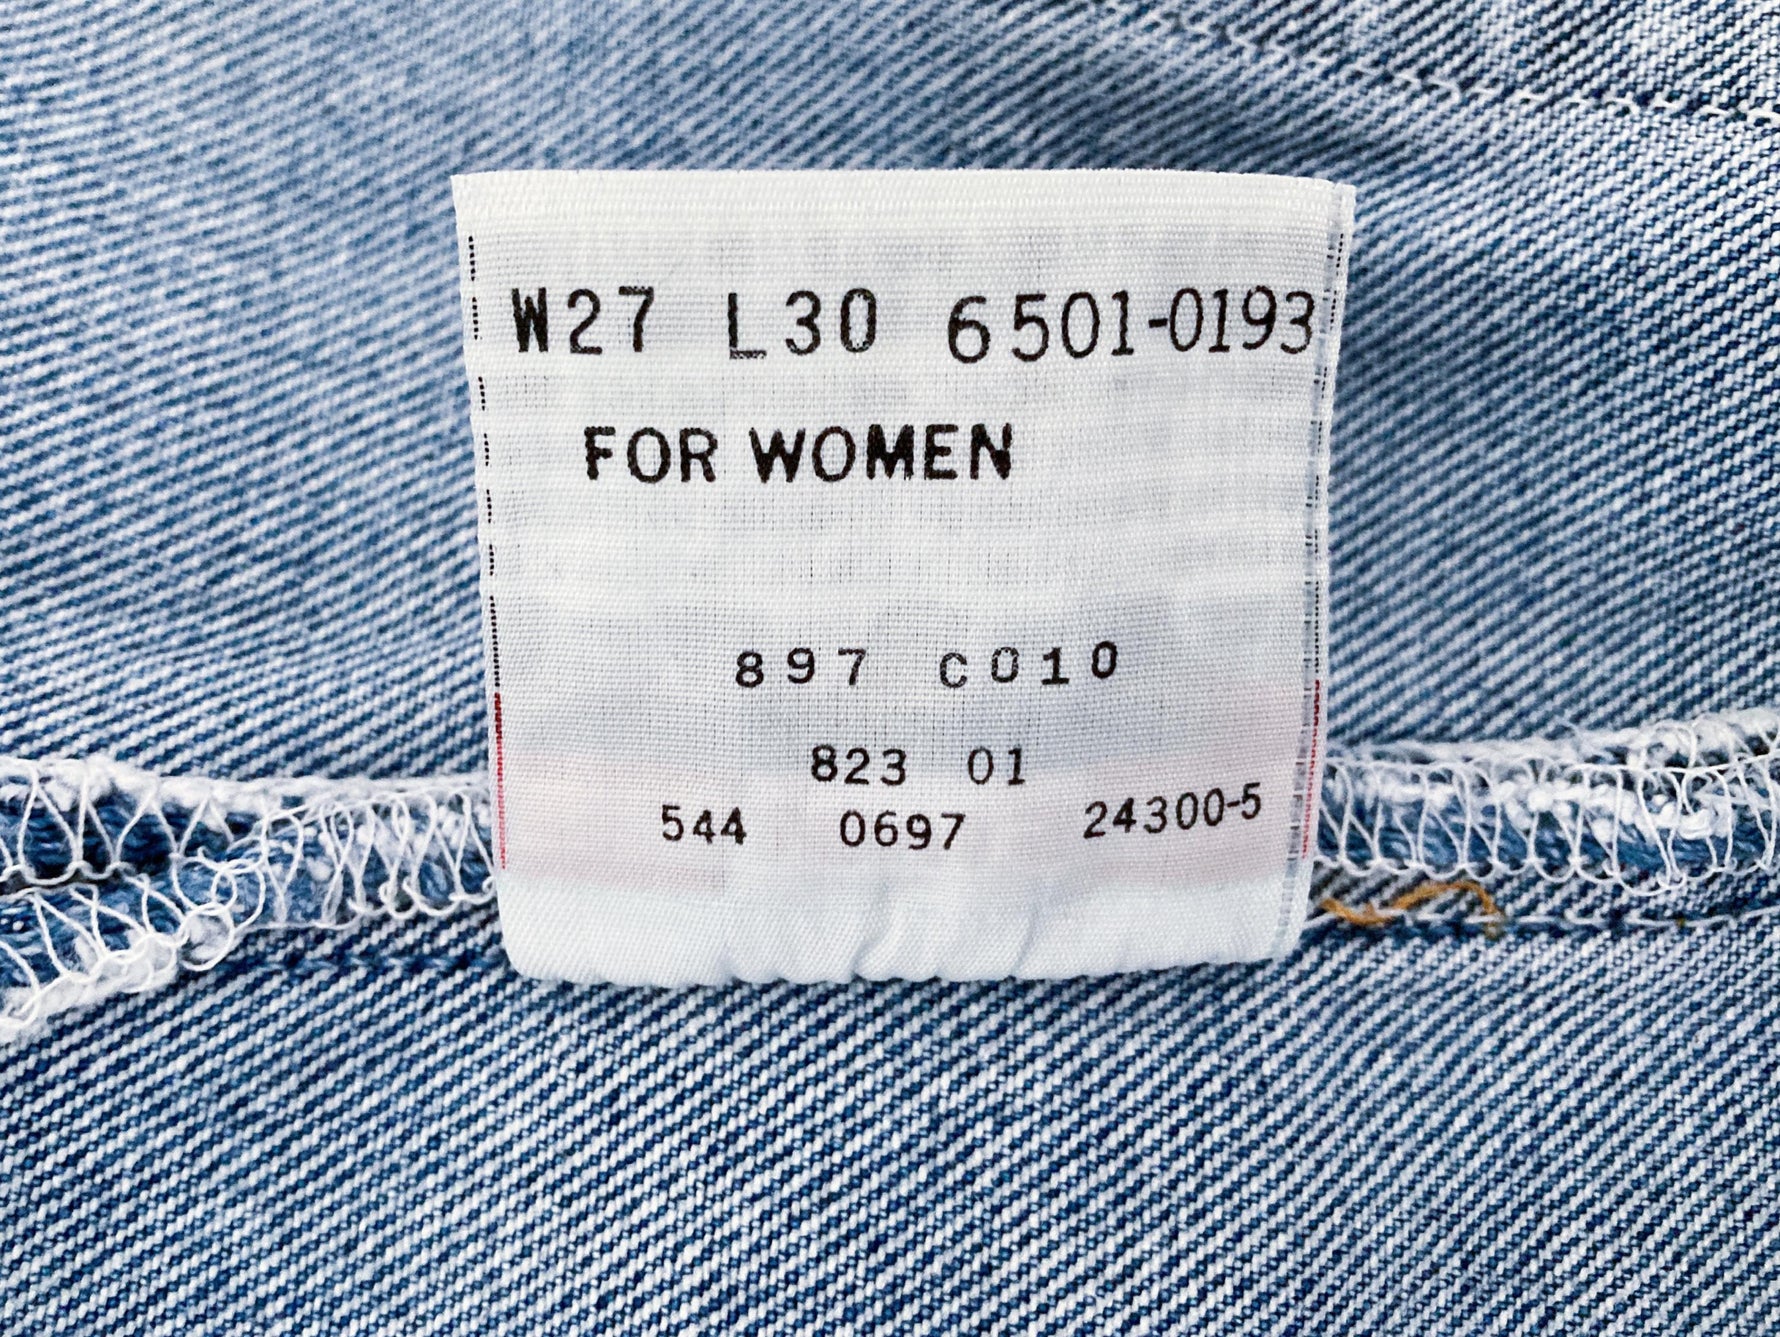 W27 L30 6501-0193
FOR WOMEN
897 C010
823 01
544 0697 24300-5